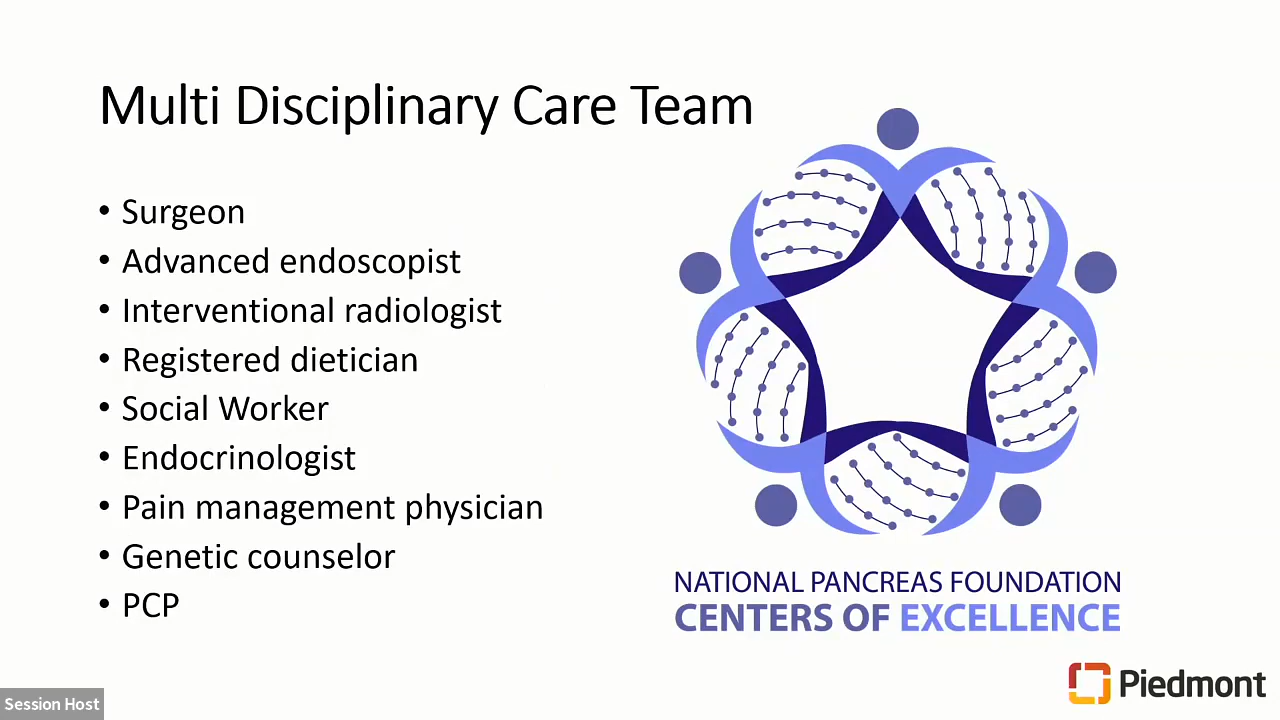 Multi Disciplinary Care Team
• Surgeon
• Advanced endoscopist
• Interventional radiologist
• Registered dietician
• Social Worker
• Endocrinologist
• Pain management physician
• Genetic counselor
• PCP
NATIONAL PANCREAS FOUNDATION
CENTERS OF EXCELLENCE
Piedmont
Session Host